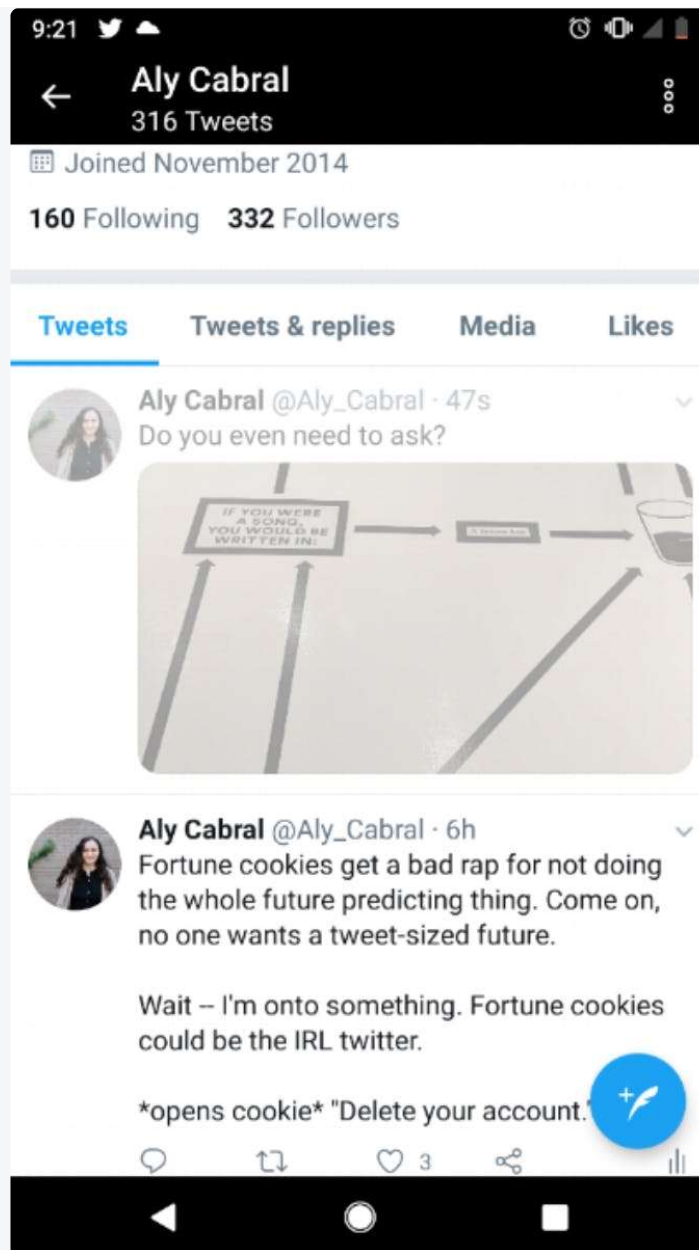 9:21
Aly Cabral
316 Tweets
Joined November 2014
160 Following 332 Followers
Tweets Tweets & replies Media Likes
Aly Cabral @Aly_Cabral · 47s
Do you even need to ask?
IF YOU WERE
A SONG,
YOU WOULD BE
WRITTEN IN:
Aly Cabral @Aly_Cabral · 6h
Fortune cookies get a bad rap for not doing
the whole future predicting thing. Come on,
no one wants a tweet-sized future.
Wait -- I'm onto something. Fortune cookies
could be the IRL twitter.
*opens cookie* "Delete your account."
3